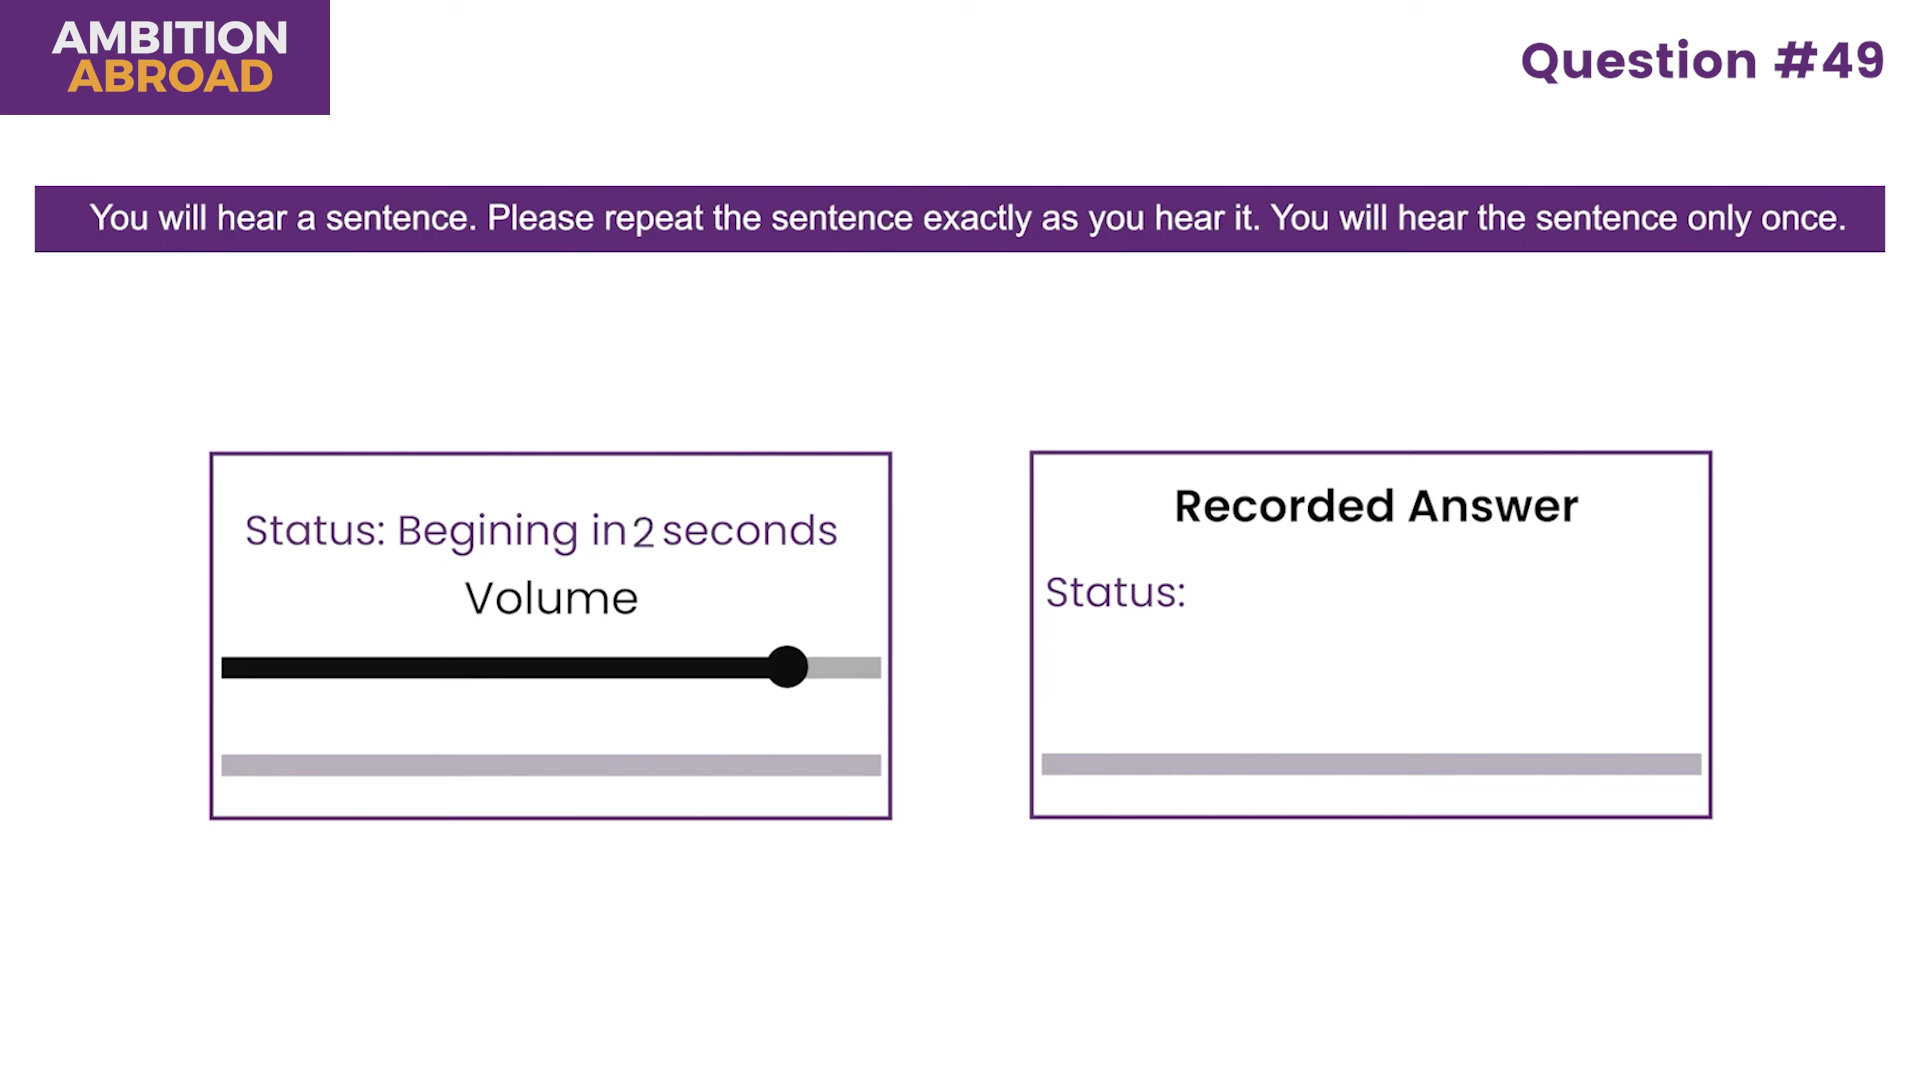 AMBITION
ABROAD
Question #49
You will hear a sentence. Please repeat the sentence exactly as you hear it. You will hear the sentence only once.
Status: Begining in 2 seconds
Volume
Recorded Answer
Status: